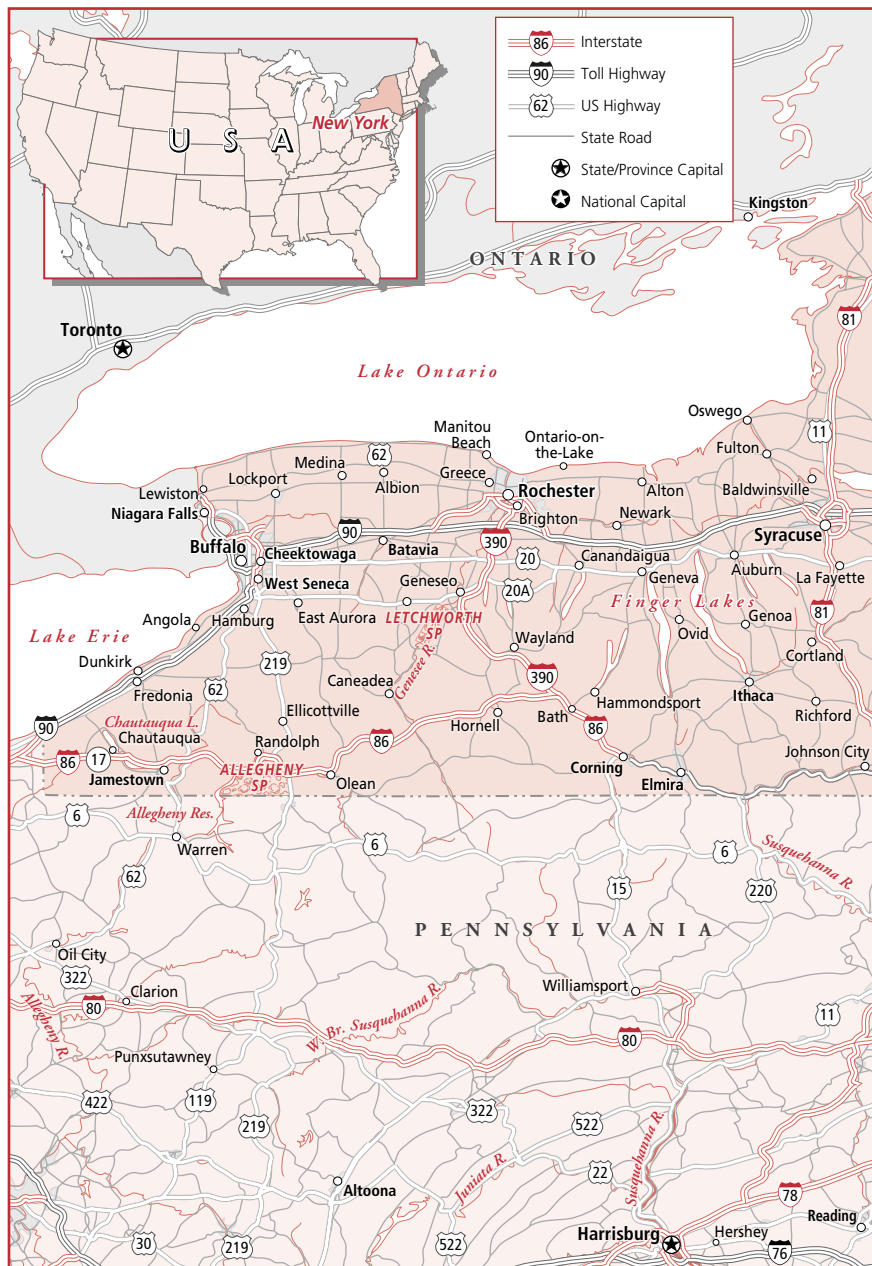 U S A
New York
86 Interstate
90 Toll Highway
62 US Highway
State Road
State/Province Capital
National Capital
Kingston
ONTARIO
Toronto
81
Lake Ontario
Oswego
11
Manitou
Beach
Ontario-on-
the-Lake
Fulton
62
Medina
Greece
Lockport
Albion
Alton
Baldwinsville
Lewiston
Rochester
Niagara Falls
Brighton
Newark
90
Syracuse
Buffalo
390
Batavia
Cheektowaga
20
Canandaigua
Auburn
La Fayette
West Seneca
Geneseo
20A
Geneva
East Aurora
LETCHWORTH
SP
Finger Lakes
81
Angola
Hamburg
Genoa
Ovid
Lake Erie
Wayland
Cortland
Dunkirk
219
Genesee R.
390
Caneadea
Ithaca
Fredonia
62
Hammondsport
Ellicottville
Bath
Richford
90
Chautauqua L.
Hornell
86
Chautauqua
Randolph
86
17
86
Johnson City
Jamestown
ALLEGHENY
SP
Corning
Olean
Elmira
6
Allegheny Res.
Warren
6
6
Susquehanna R.
62
15
220
PENNSYLVANIA
Oil City
322
Clarion
Williamsport
80
Allegheny R.
W. Br. Susquehanna R.
11
80
Punxsutawney
422
119
219
322
522
Susquehanna R.
22
Juniata R.
Altoona
78
Reading
Harrisburg
Hershey
30
219
522
76